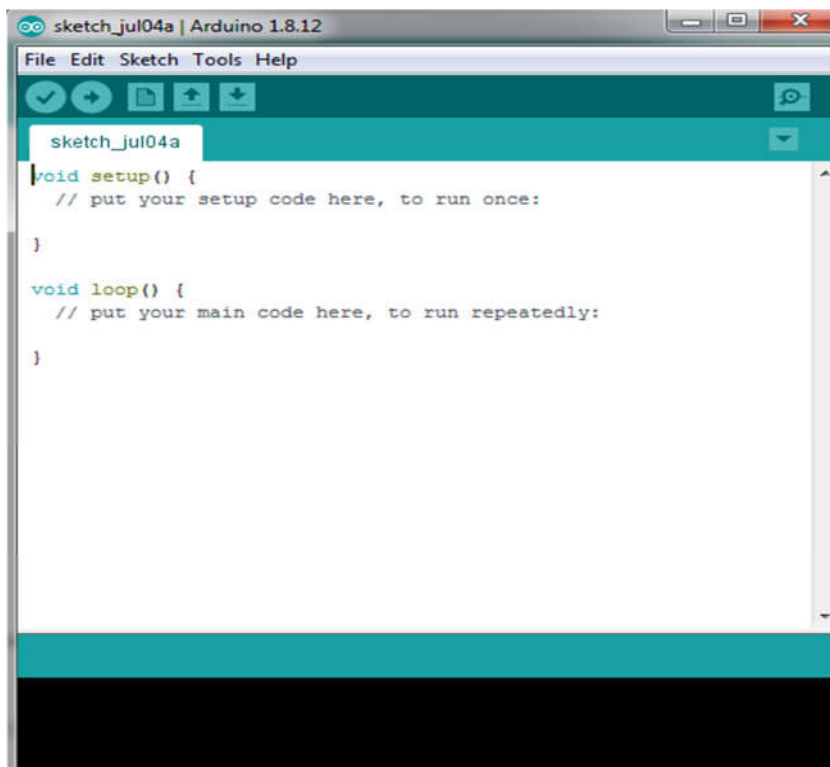 sketch_jul04a | Arduino 1.8.12
File Edit Sketch Tools Help
sketch_jul04a
void setup() {
  // put your setup code here, to run once:
}
void loop() {
  // put your main code here, to run repeatedly:
}